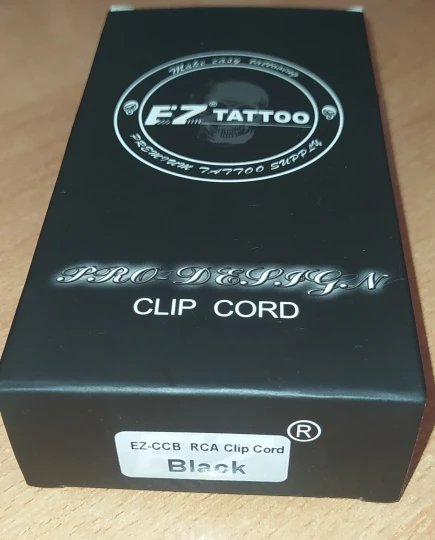 Make EASY Tattooing
EZ® TATTOO
PREMIUM TATTOO SUPPLY
PRO-DESIGN
CLIP CORD
®
EZ-CCB RCA Clip Cord
Black